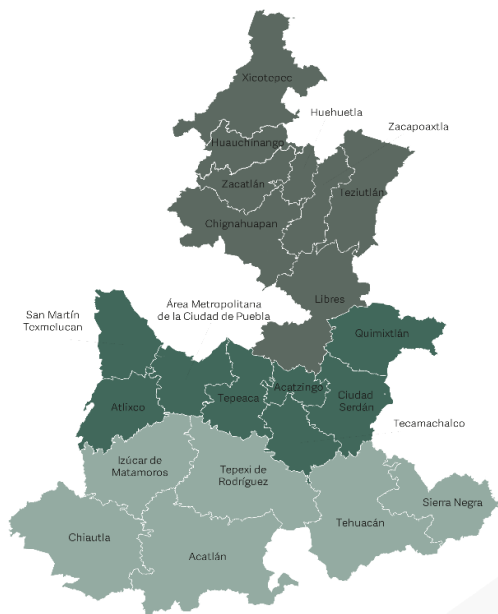 Xicotepec
Huehuetla
Zacapoaxtla
Huauchinango
Zacatlán
Teziutlán
Chignahuapan
Área Metropolitana
de la Ciudad de Puebla
Libres
San Martín
Texmelucan
Quimixtlán
Acatzingo
Ciudad
Serdán
Tepeaca
Atlixco
Tecamachalco
Izúcar de
Matamoros
Tepexi de
Rodríguez
Sierra Negra
Tehuacán
Chiautla
Acatlán